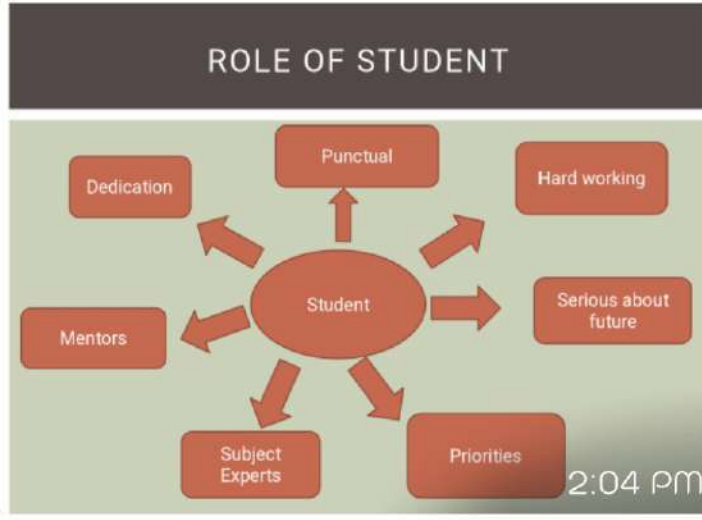 ROLE OF STUDENT
Punctual
Hard working
Dedication
Student
Serious about
future
Mentors
Subject
Experts
Priorities
2:04 PM